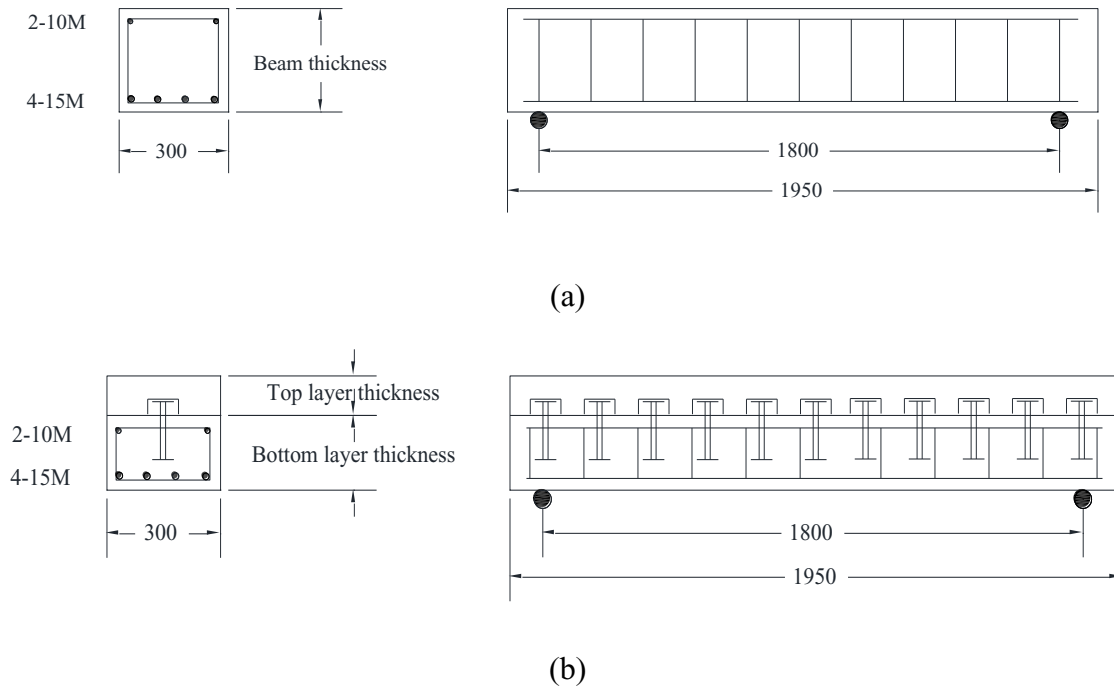 2-10M
Beam thickness
4-15M
300
1800
1950
(a)
Top layer thickness
2-10M
Bottom layer thickness
4-15M
300
1800
1950
(b)